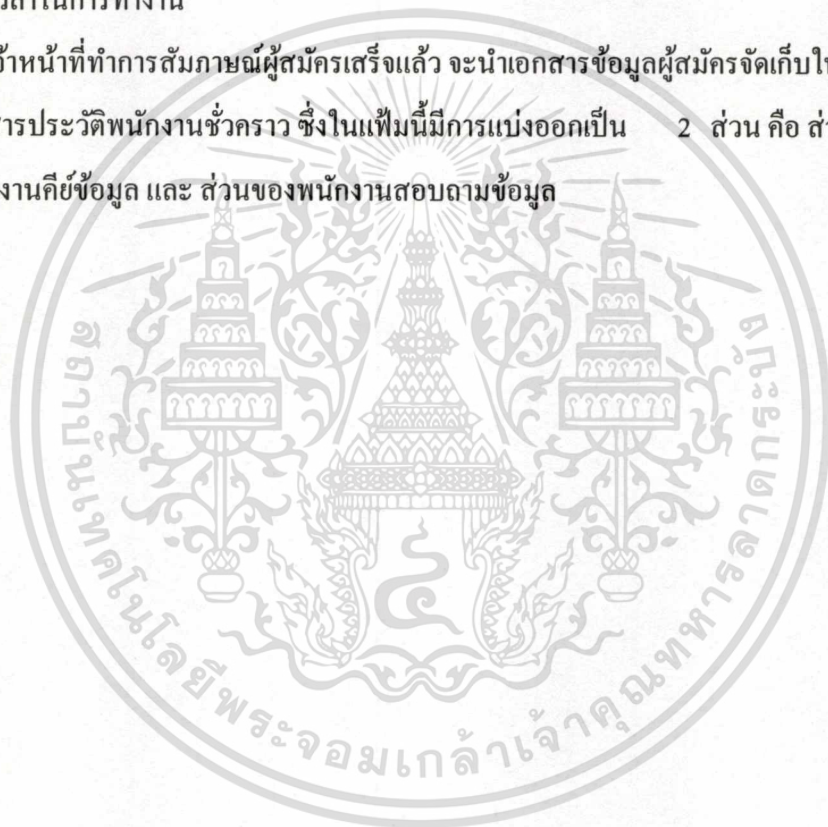 ในการทำงาน
จ้าหน้าที่ทำการสัมภาษณ์ผู้สมัครเสร็จแล้ว จะนำเอกสารข้อมูลผู้สมัครจัดเก็บใ
ารประวัติพนักงานชั่วคราว ซึ่งในแฟ้มนี้มีการแบ่งออกเป็น 2 ส่วน คือ ส่
งานคีย์ข้อมูล และ ส่วนของพนักงานสอบถามข้อมูล
สถาบันเทคโนโลยีพระจอมเกล้าเจ้าคุณทหารลาดกระบัง